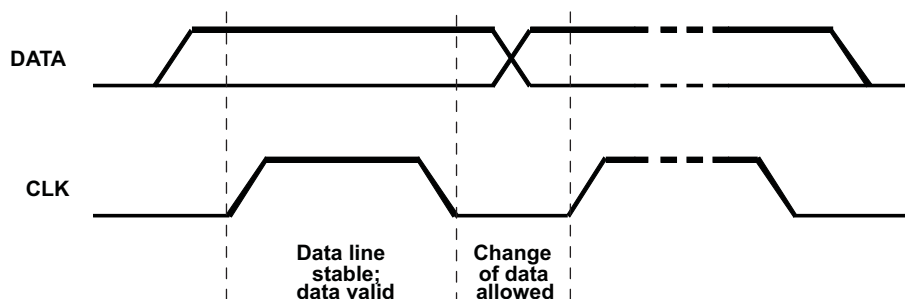 DATA
CLK
Data line
stable;
data valid
Change
of data
allowed